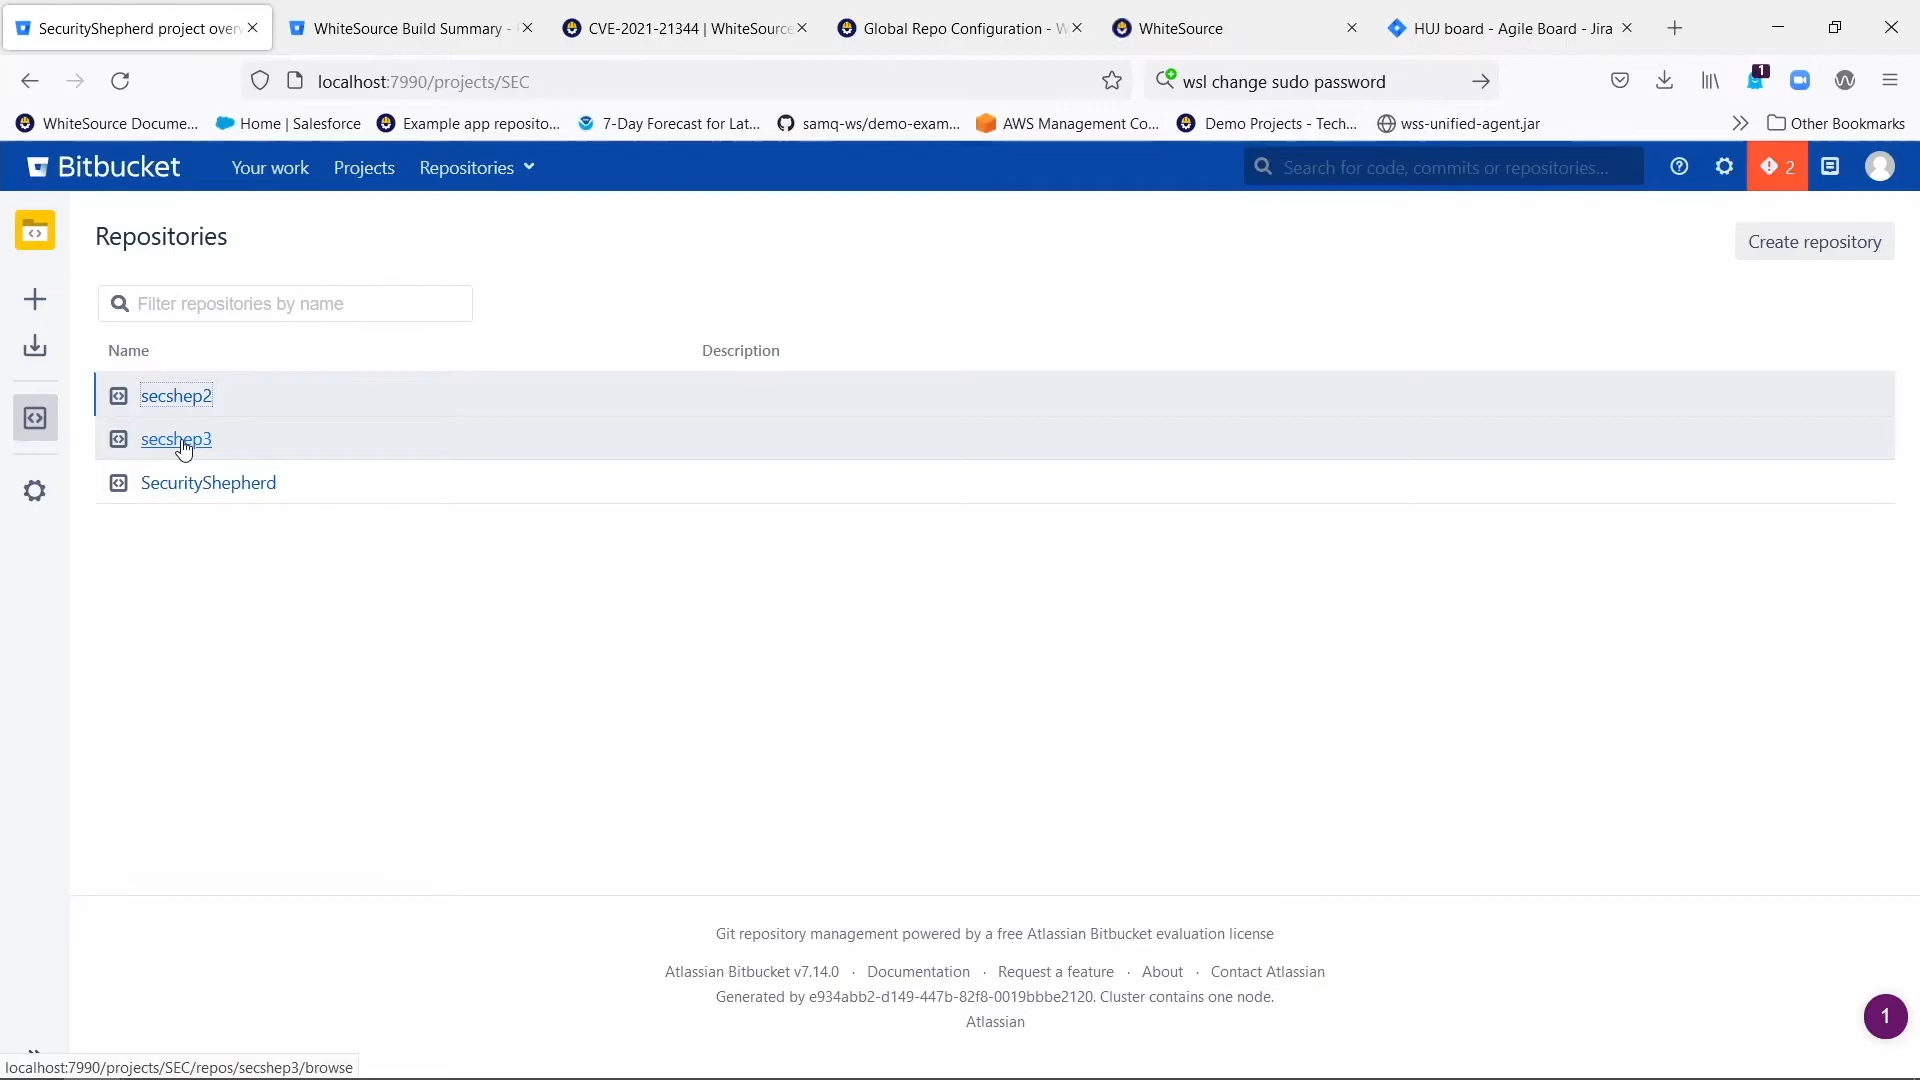 SecurityShepherd project over
WhiteSource Build Summary -
CVE-2021-21344 | WhiteSource
Global Repo Configuration - W
WhiteSource
HUJ board - Agile Board - Jira
localhost:7990/projects/SEC
wsl change sudo password
1
WhiteSource Docume...
Home | Salesforce
Example app reposito...
7-Day Forecast for Lat...
samq-ws/demo-exam...
AWS Management Co...
Demo Projects - Tech...
wss-unified-agent.jar
Other Bookmarks
Bitbucket
Your work
Projects
Repositories
Search for code, commits or repositories...
2
Repositories
Create repository
Filter repositories by name
Name
Description
secshep2
secshep3
SecurityShepherd
Git repository management powered by a free Atlassian Bitbucket evaluation license
Atlassian Bitbucket v7.14.0 · Documentation · Request a feature · About · Contact Atlassian
Generated by e934abb2-d149-447b-82f8-0019bbbe2120. Cluster contains one node.
Atlassian
1
localhost:7990/projects/SEC/repos/secshep3/browse